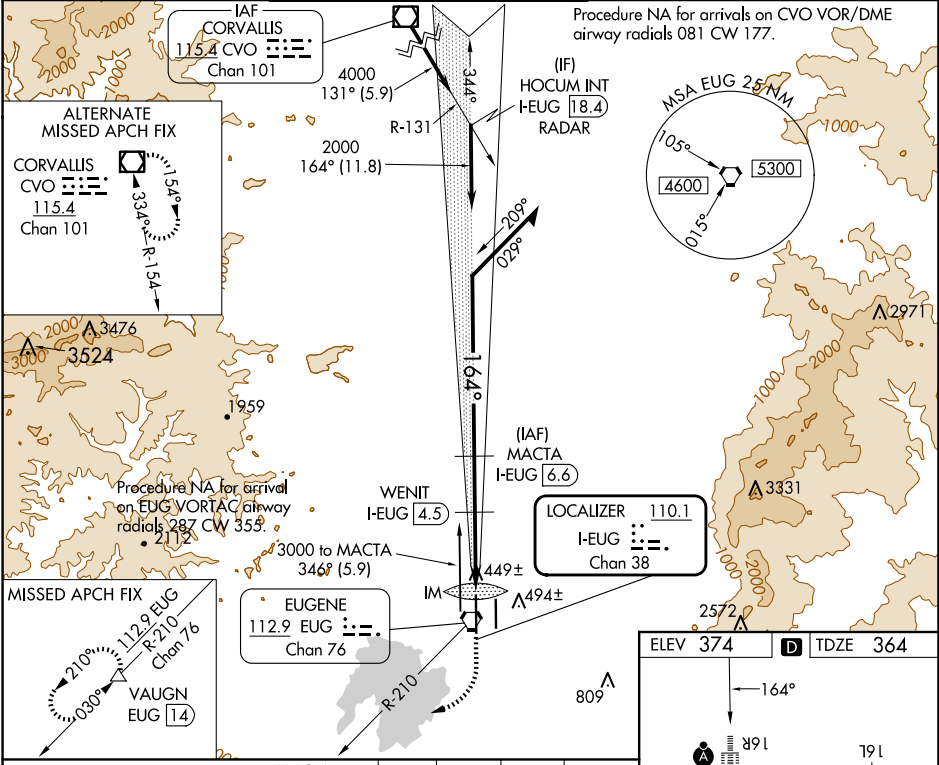 IAF
CORVALLIS
115.4 CVO
Chan 101
Procedure NA for arrivals on CVO VOR/DME
airway radials 081 CW 177.
2000
2000
4000
131° (5.9)
R-131
344°
(IF)
HOCUM INT
I-EUG 18.4
RADAR
2000
164° (11.8)
MSA EUG 25 NM
105°
4600
5300
015°
1000
ALTERNATE
MISSED APCH FIX
CORVALLIS
CVO
115.4
Chan 101
154°
334°
R-154
209°
029°
2000
3476
3000
3524
1959
2971
2000
1000
164°
(IAF)
MACTA
I-EUG 6.6
3331
Procedure NA for arrival
on EUG VORTAC airway
radials 287 CW 355.
2112
WENIT
I-EUG 4.5
LOCALIZER 110.1
I-EUG
Chan 38
3000 to MACTA
346° (5.9)
449±
IM
494±
2000
2572
MISSED APCH FIX
112.9 EUG
R-210
Chan 76
210°
030°
VAUGN
EUG 14
EUGENE
112.9 EUG
Chan 76
R-210
809
ELEV 374
D
TDZE 364
164°
A
16R
16L